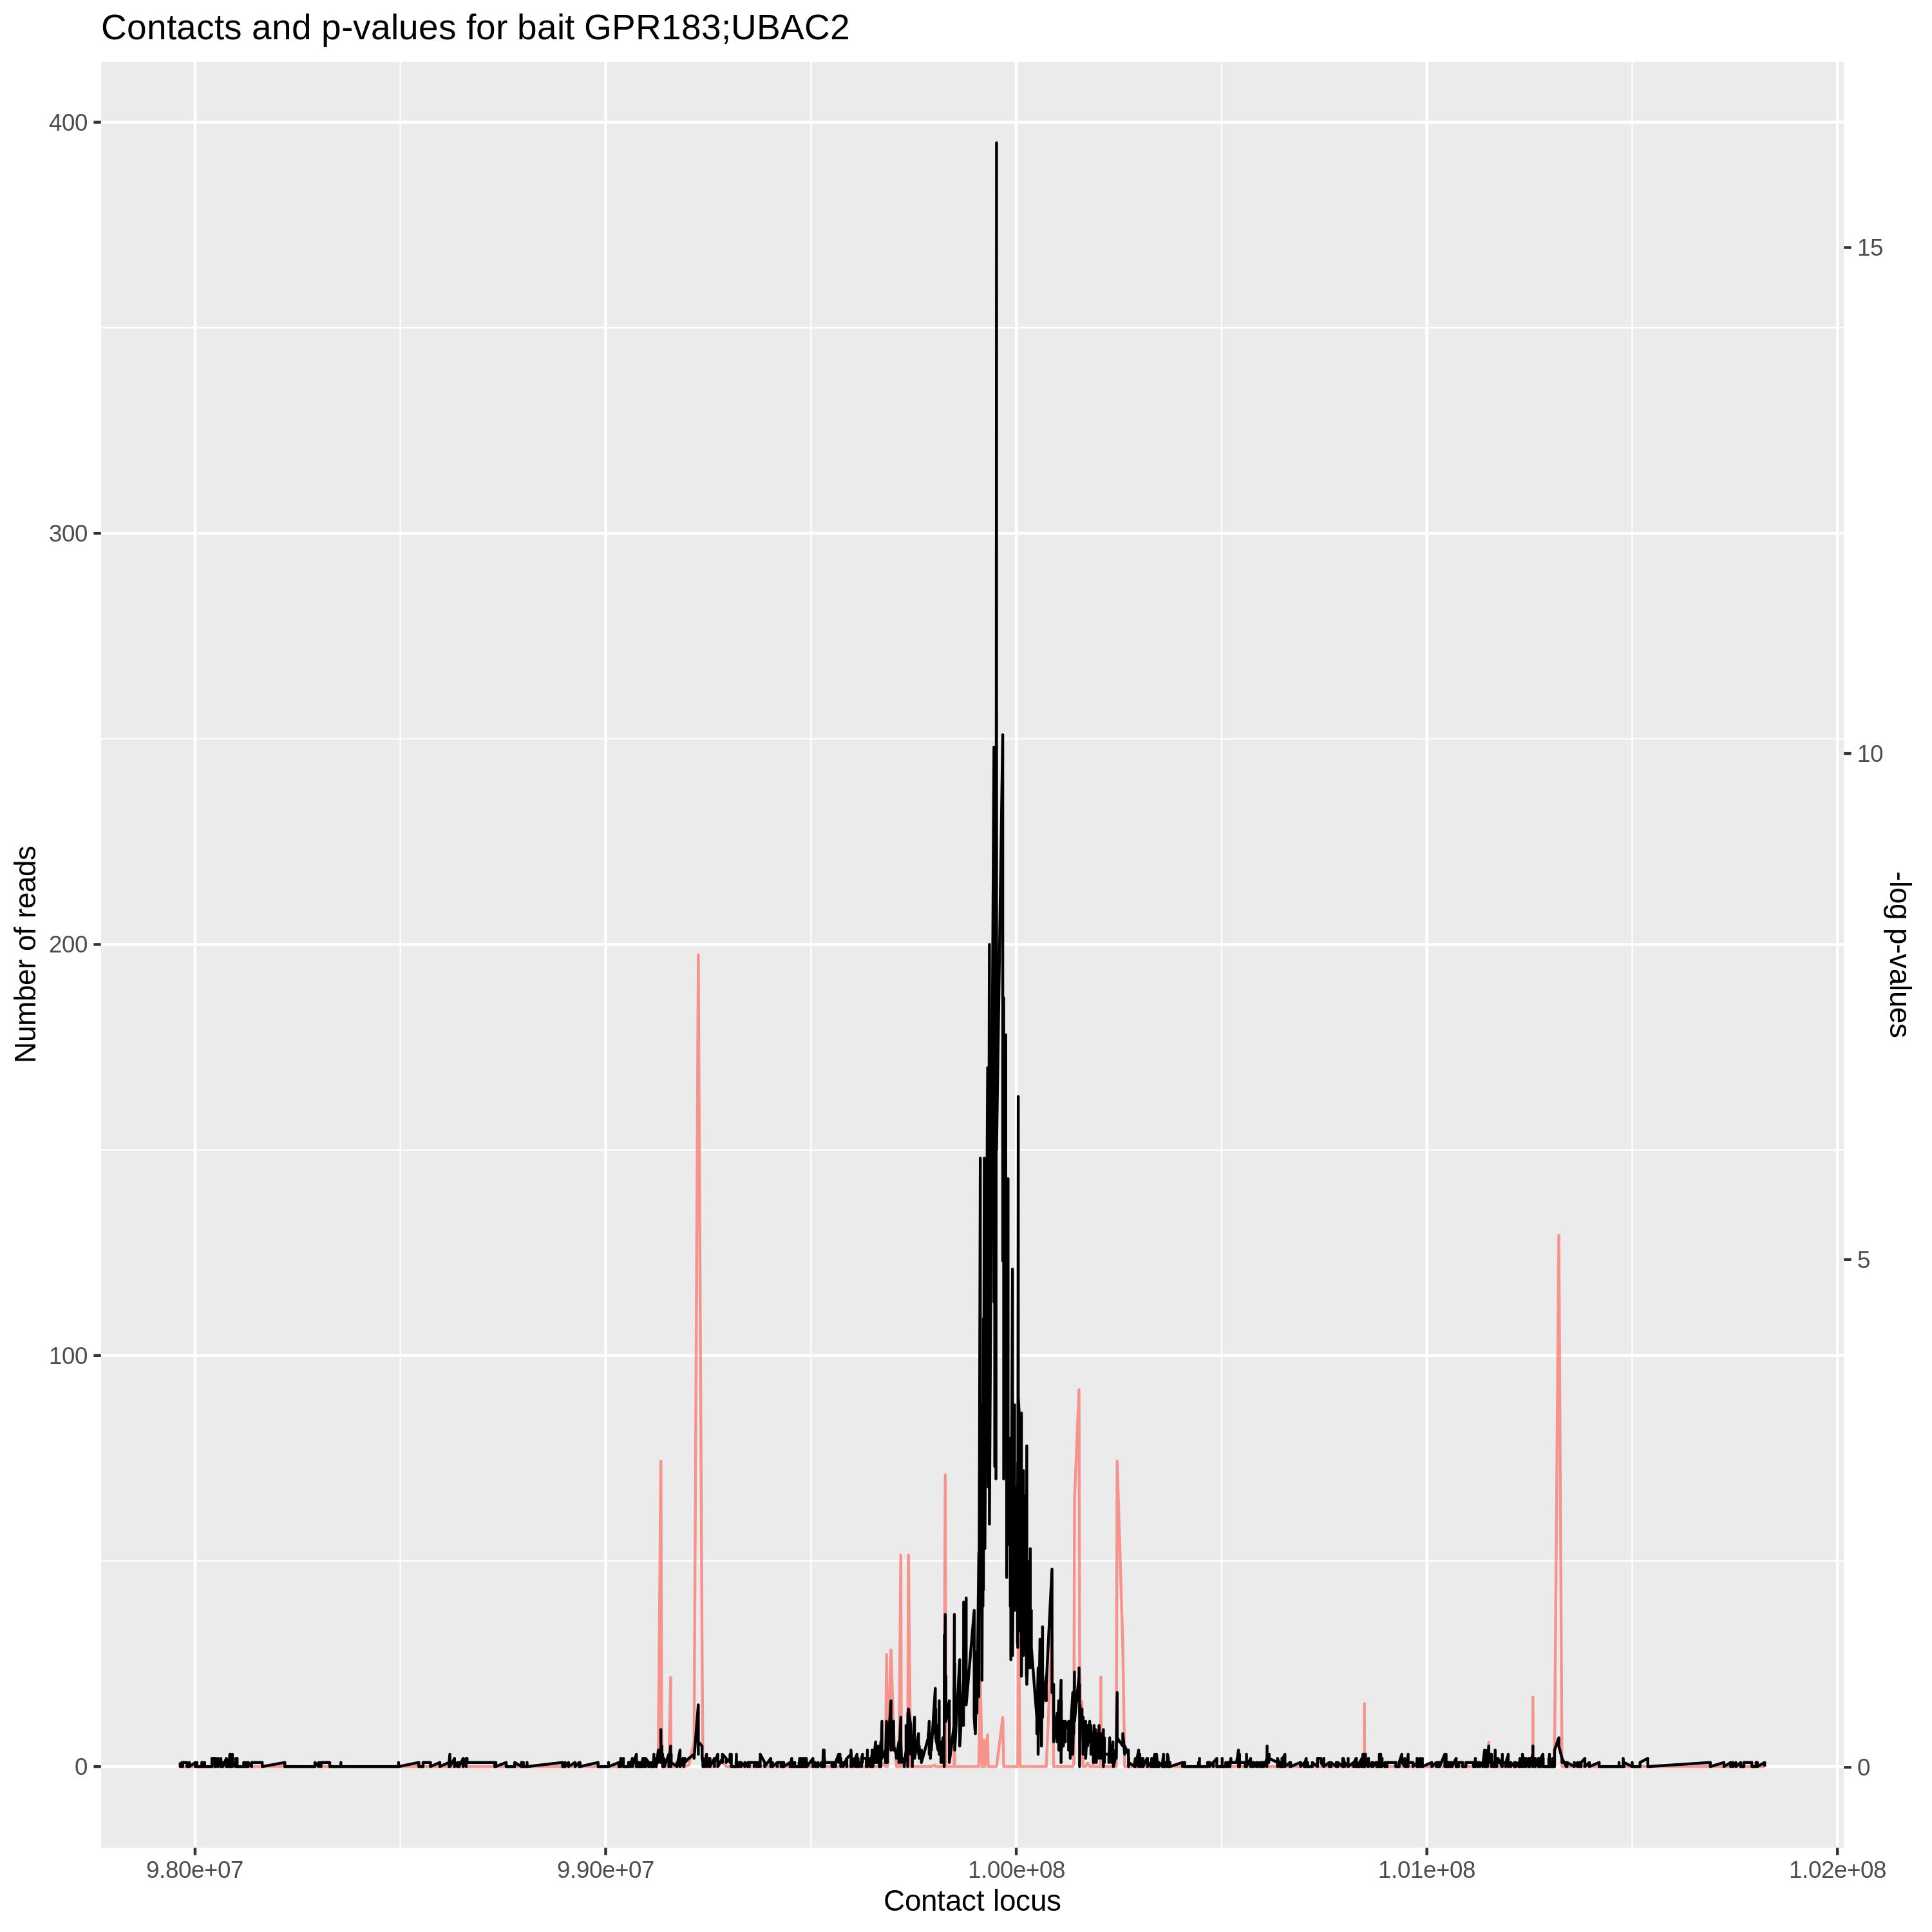 Contacts and p-values for bait GPR183;UBAC2
400
300
200
100
0
Number of reads
15
10
5
0
-log p-values
9.80e+07
9.90e+07
1.00e+08
1.01e+08
1.02e+08
Contact locus